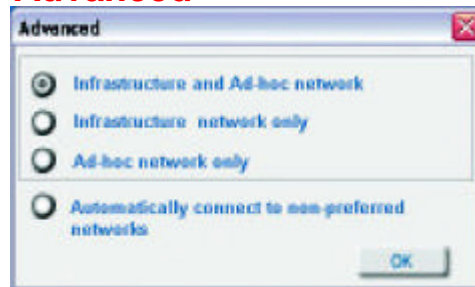 Advanced
Advanced
Infrastructure and Ad-hoc network
Infrastructure network only
Ad-hoc network only
Automatically connect to non-preferred
networks
OK